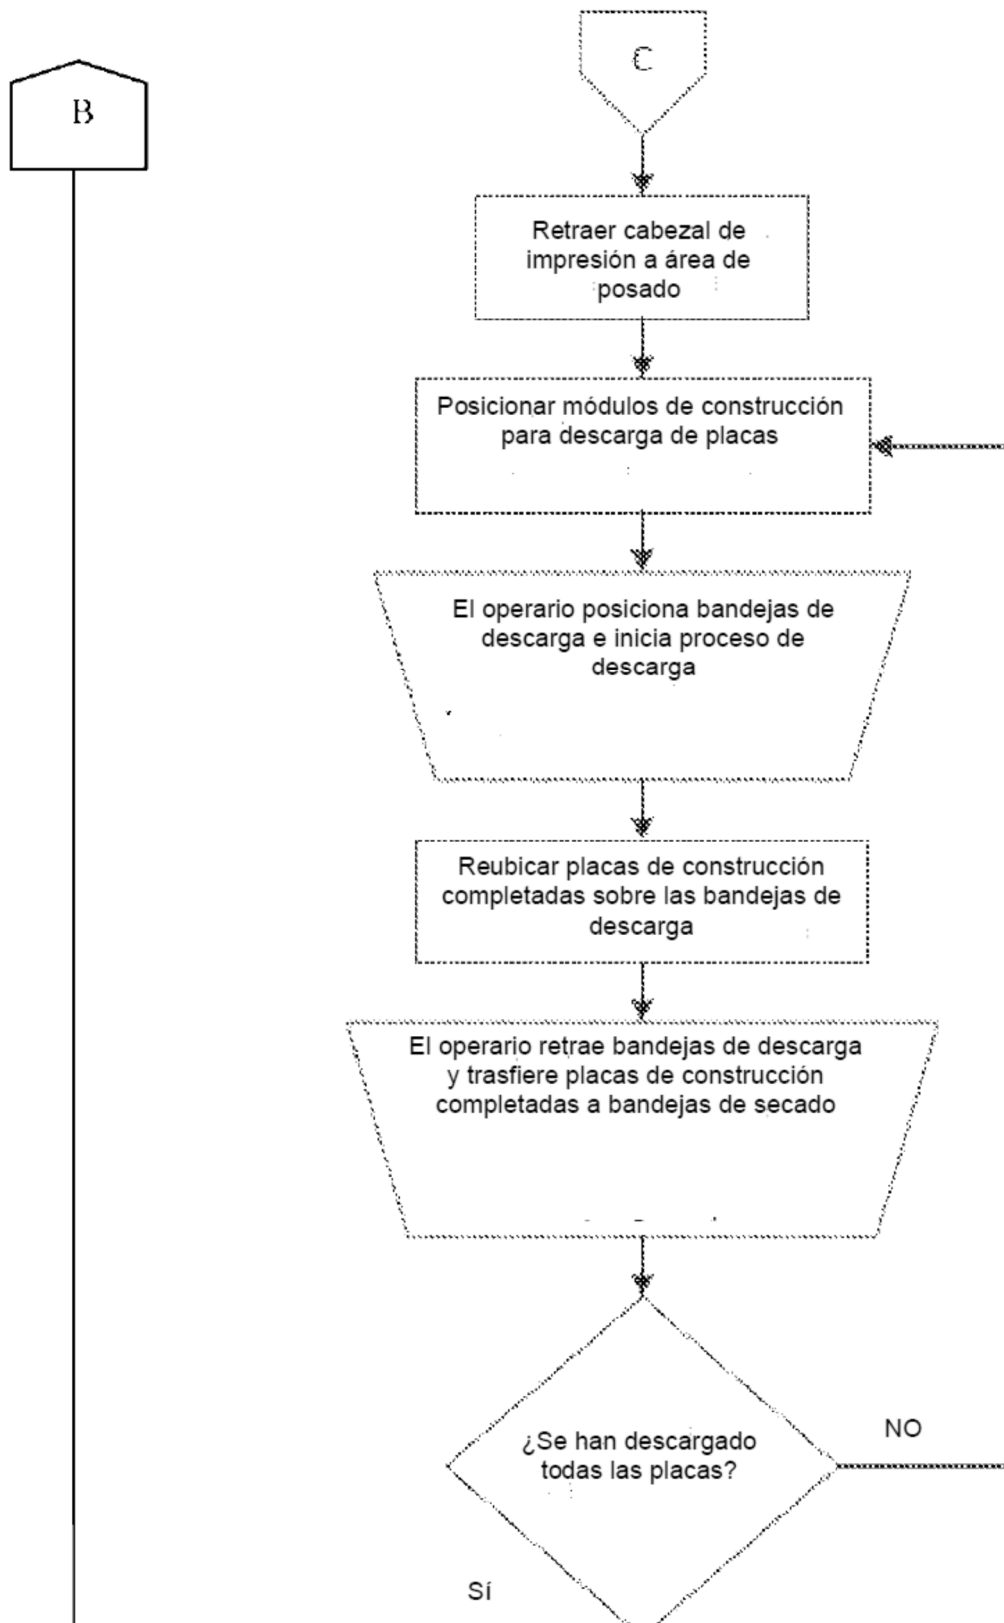 C
B
Retraer cabezal de
impresión a área de
posado
Posicionar módulos de construcción
para descarga de placas
El operario posiciona bandejas de
descarga e inicia proceso de
descarga
Reubicar placas de construcción
completadas sobre las bandejas de
descarga
El operario retrae bandejas de descarga
y trasfiere placas de construcción
completadas a bandejas de secado
¿Se han descargado
todas las placas?
NO
SÍ